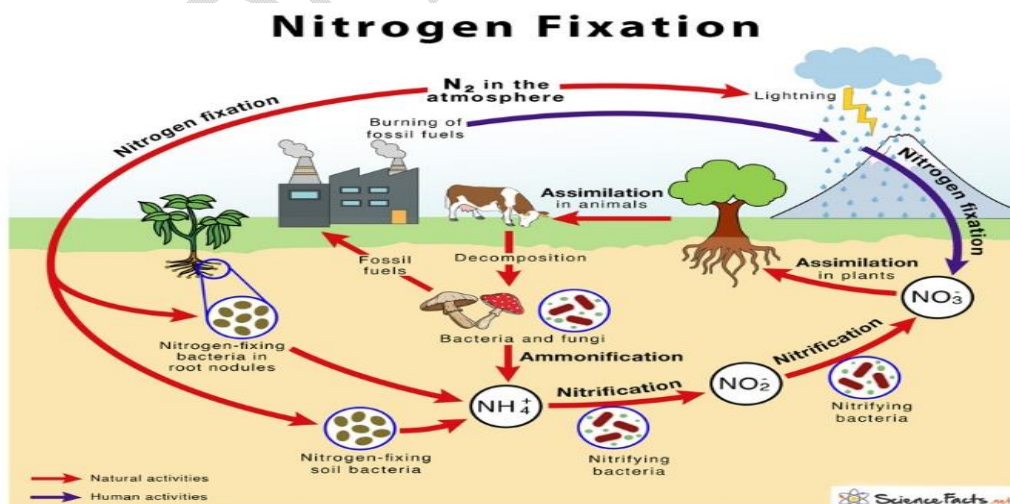 Nitrogen Fixation
N₂ in the
atmosphere
Lightning
Nitrogen fixation
Burning of
fossil fuels
Nitrogen fixation
Assimilation
in animals
Fossil
fuels
Decomposition
Assimilation
in plants
NO₃⁻
Bacteria and fungi
Nitrogen-fixing
bacteria in
root nodules
Ammonification
Nitrification
NH₄⁺
Nitrification
NO₂⁻
Nitrifying
bacteria
Nitrogen-fixing
soil bacteria
Nitrifying
bacteria
Natural activities
Human activities
ScienceFacts.net